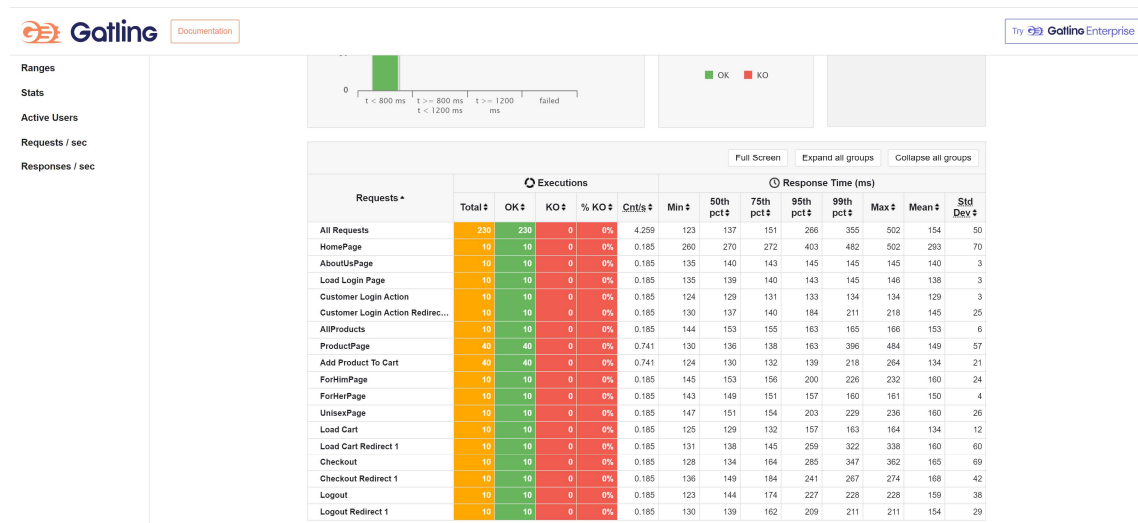 Gatling
Documentation
Try Gatling Enterprise
Ranges
Stats
Active Users
Requests / sec
Responses / sec
0
t < 800 ms t >= 800 ms t >= 1200 failed
t < 1200 ms ms
OK KO
Full Screen Expand all groups Collapse all groups
Executions Response Time (ms)
Requests Total OK KO % KO Cnt/s Min 50th pct 75th pct 95th pct 99th pct Max Mean Std Dev
All Requests 230 230 0 0% 4.259 123 137 151 266 355 502 154 50
HomePage 10 10 0 0% 0.185 260 270 272 403 482 502 293 70
AboutUsPage 10 10 0 0% 0.185 135 140 143 145 145 145 140 3
Load Login Page 10 10 0 0% 0.185 135 139 140 143 145 146 138 3
Customer Login Action 10 10 0 0% 0.185 124 129 131 133 134 134 129 3
Customer Login Action Redirec... 10 10 0 0% 0.185 130 137 140 184 211 218 145 25
AllProducts 10 10 0 0% 0.185 144 153 155 163 165 166 153 6
ProductPage 40 40 0 0% 0.741 130 136 138 163 396 484 149 57
Add Product To Cart 40 40 0 0% 0.741 124 130 132 139 218 264 134 21
ForHimPage 10 10 0 0% 0.185 145 153 156 200 226 232 160 24
ForHerPage 10 10 0 0% 0.185 143 149 151 157 160 161 150 4
UnisexPage 10 10 0 0% 0.185 147 151 154 203 229 236 160 26
Load Cart 10 10 0 0% 0.185 125 129 132 157 163 164 134 12
Load Cart Redirect 1 10 10 0 0% 0.185 131 138 145 259 322 338 160 60
Checkout 10 10 0 0% 0.185 128 134 164 285 347 362 165 69
Checkout Redirect 1 10 10 0 0% 0.185 136 149 184 241 267 274 168 42
Logout 10 10 0 0% 0.185 123 144 174 227 228 228 159 38
Logout Redirect 1 10 10 0 0% 0.185 130 139 162 209 211 211 154 29